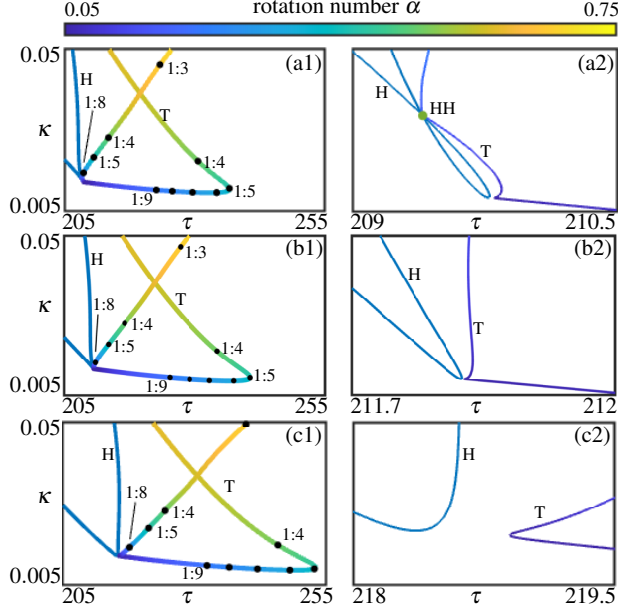 0.05 rotation number α 0.75
0.05 (a1) (a2)
H 1:3 H HH
1:8
κ T
1:4 1:4 T
1:5
1:9 1:5
0.005
205 τ 255 209 τ 210.5
0.05 (b1) (b2)
H 1:3
H
1:8 T
κ 1:4
1:5 1:4 T
1:9 1:5
0.005
205 τ 255 211.7 τ 212
0.05 (c1) (c2)
H H
1:8 T
κ 1:4 T
1:5 1:4
1:9
0.005
205 τ 255 218 τ 219.5